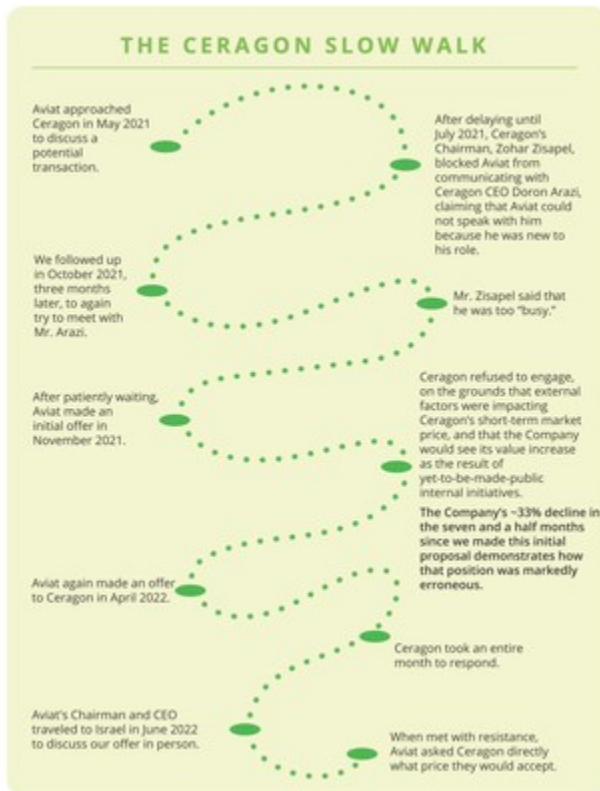 THE CERAGON SLOW WALK
Aviat approached
Ceragon in May 2021
to discuss a
potential
transaction.
After delaying until
July 2021, Ceragon's
Chairman, Zohar Zisapel,
blocked Aviat from
communicating with
Ceragon CEO Doron Arazi,
claiming that Aviat could
not speak with him
because he was new to
his role.
We followed up
in October 2021,
three months
later, to again
try to meet with
Mr. Arazi.
Mr. Zisapel said that
he was too "busy."
After patiently waiting,
Aviat made an
initial offer in
November 2021.
Ceragon refused to engage,
on the grounds that external
factors were impacting
Ceragon's short-term market
price, and that the Company
would see its value increase
as the result of
yet-to-be-made-public
internal initiatives.
The Company's ~33% decline in
the seven and a half months
since we made this initial
proposal demonstrates how
that position was markedly
erroneous.
Aviat again made an offer
to Ceragon in April 2022.
Ceragon took an entire
month to respond.
Aviat's Chairman and CEO
traveled to Israel in June 2022
to discuss our offer in person.
When met with resistance,
Aviat asked Ceragon directly
what price they would accept.